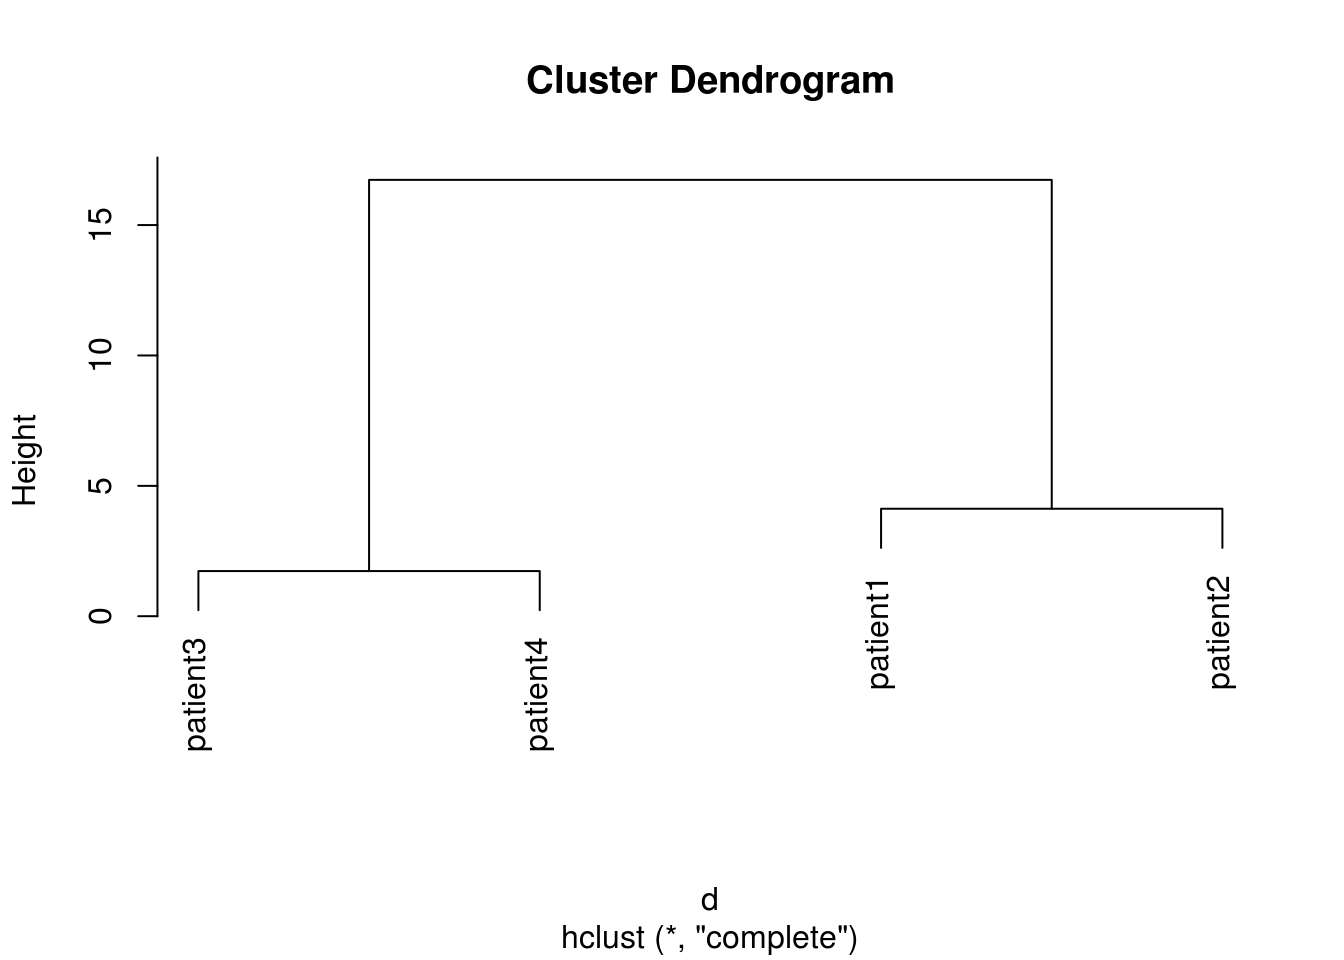 Cluster Dendrogram
Height
15
10
5
0
patient3
patient4
patient1
patient2
d
hclust (*, "complete")